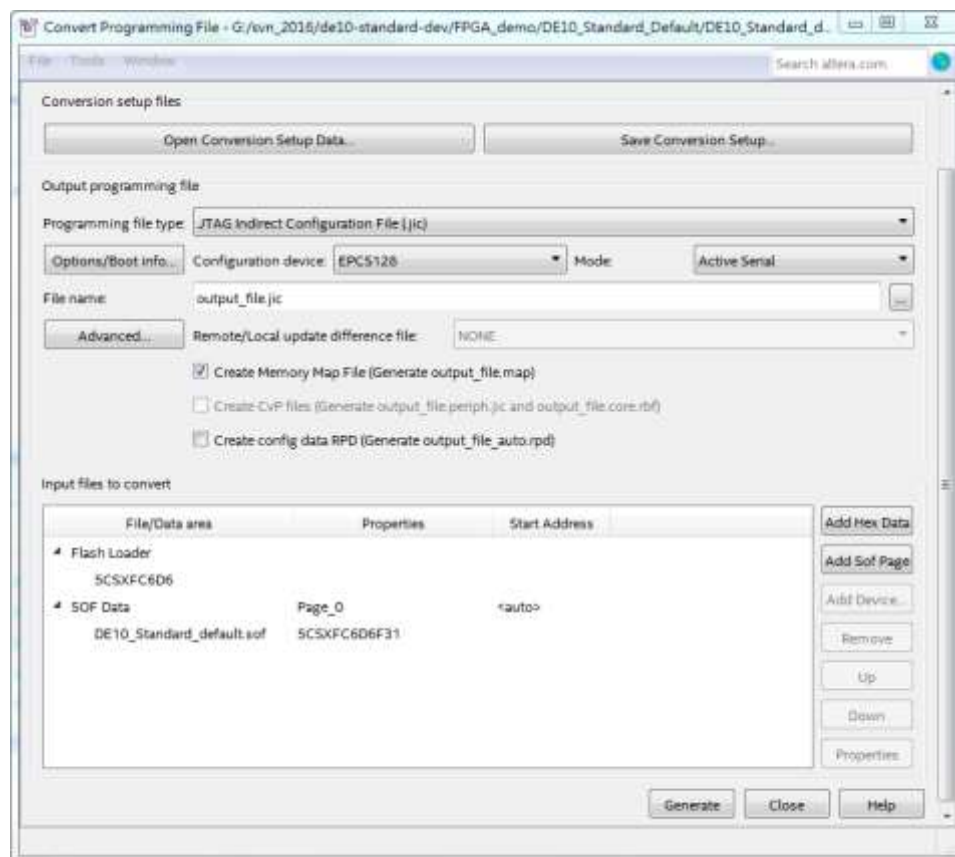 Convert Programming File - G:/svn_2016/de10-standard-dev/FPGA_demo/DE10_Standard_Default/DE10_Standard_d...
File Tools Window Search altera.com
Conversion setup files
Open Conversion Setup Data... Save Conversion Setup...
Output programming file
Programming file type: JTAG Indirect Configuration File (.jic)
Options/Boot info... Configuration device: EPCS128 Mode: Active Serial
File name: output_file.jic ...
Advanced... Remote/Local update difference file: NONE
Create Memory Map File (Generate output_file.map)
Create CvP files (Generate output_file.periph.jic and output_file.core.rbf)
Create config data RPD (Generate output_file_auto.rpd)
Input files to convert
File/Data area Properties Start Address Add Hex Data
Flash Loader
Add Sof Page
5CSXFC6D6
SOF Data Page_0 <auto> Add Device...
DE10_Standard_default.sof 5CSXFC6D6F31 Remove
Up
Down
Properties
Generate Close Help